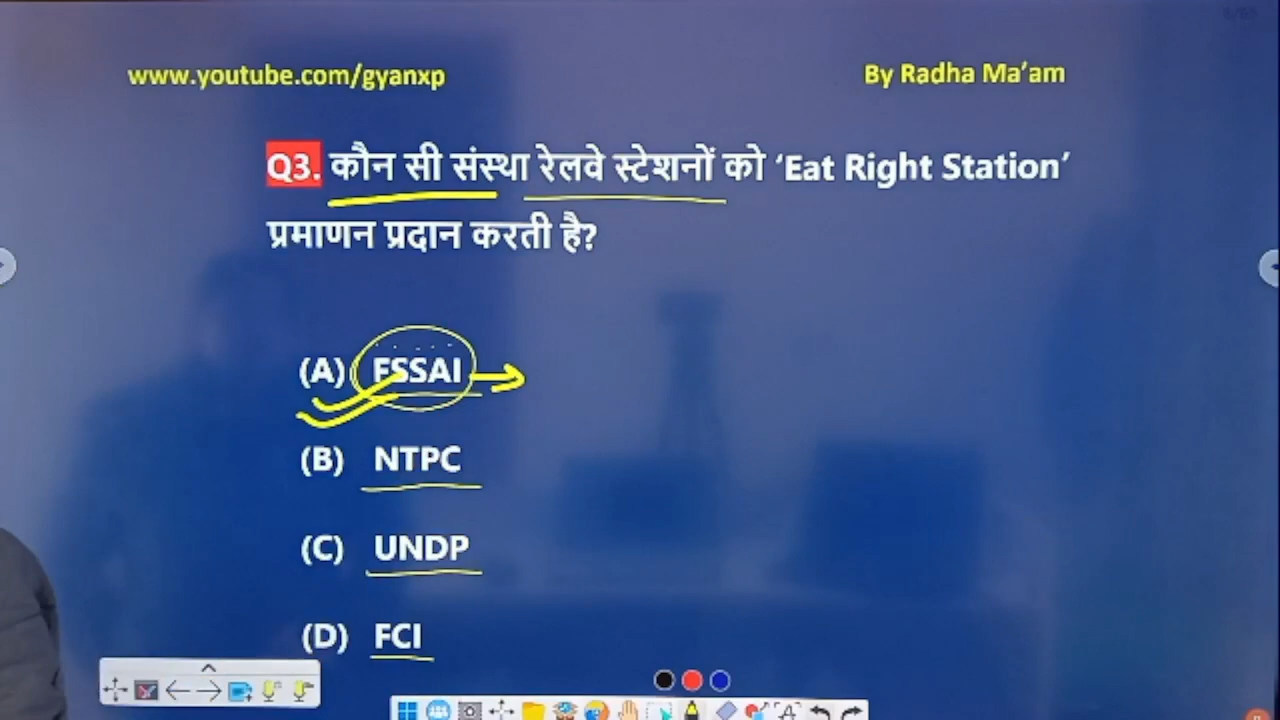 www.youtube.com/gyanxp
By Radha Ma'am
Q3. कौन सी संस्था रेलवे स्टेशनों को ‘Eat Right Station’
प्रमाणन प्रदान करती है?
(A) FSSAI
(B) NTPC
(C) UNDP
(D) FCI